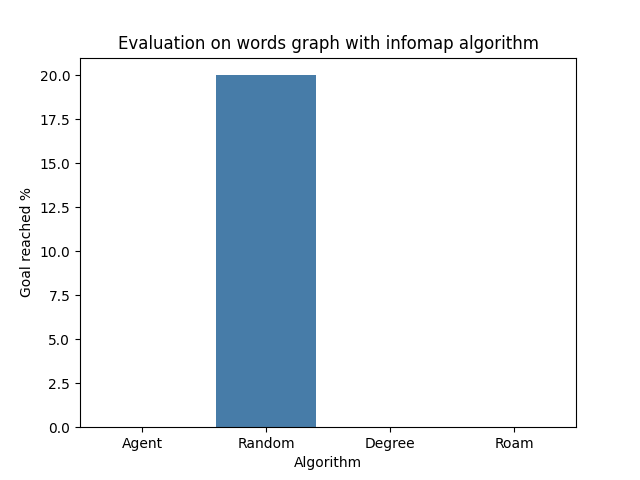 Evaluation on words graph with infomap algorithm
Goal reached %
20.0
17.5
15.0
12.5
10.0
7.5
5.0
2.5
0.0
Agent Random Degree Roam
Algorithm